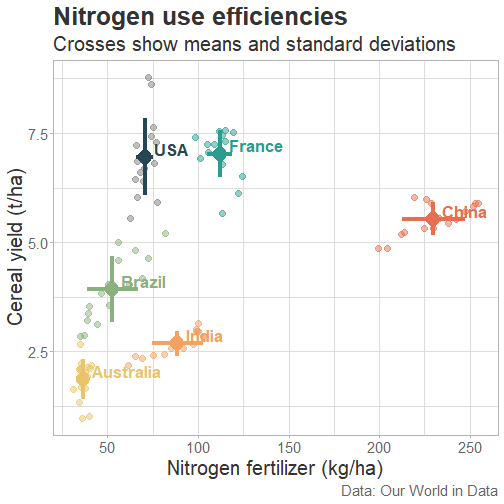 Nitrogen use efficiencies
Crosses show means and standard deviations
7.5
5.0
2.5
Cereal yield (t/ha)
USA
France
China
Brazil
India
Australia
50
100
150
200
250
Nitrogen fertilizer (kg/ha)
Data: Our World in Data